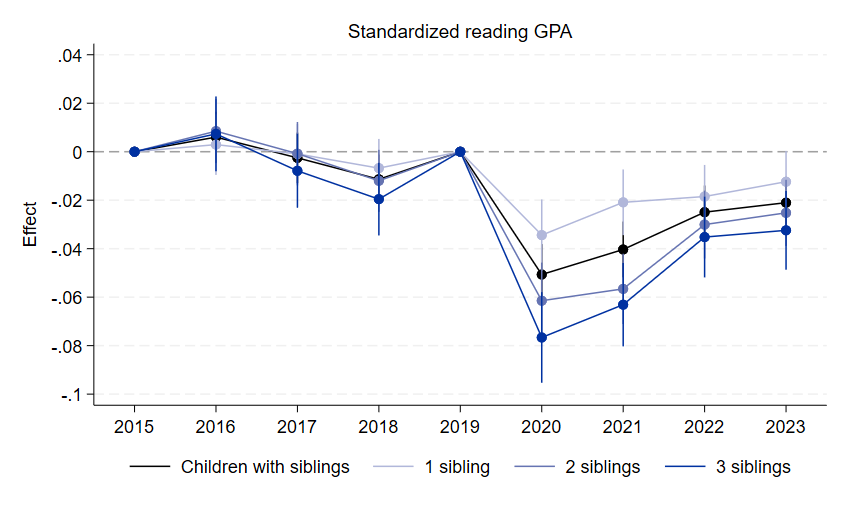 Standardized reading GPA
.04
.02
0
-.02
-.04
-.06
-.08
-.1
Effect
2015 2016 2017 2018 2019 2020 2021 2022 2023
Children with siblings 1 sibling 2 siblings 3 siblings